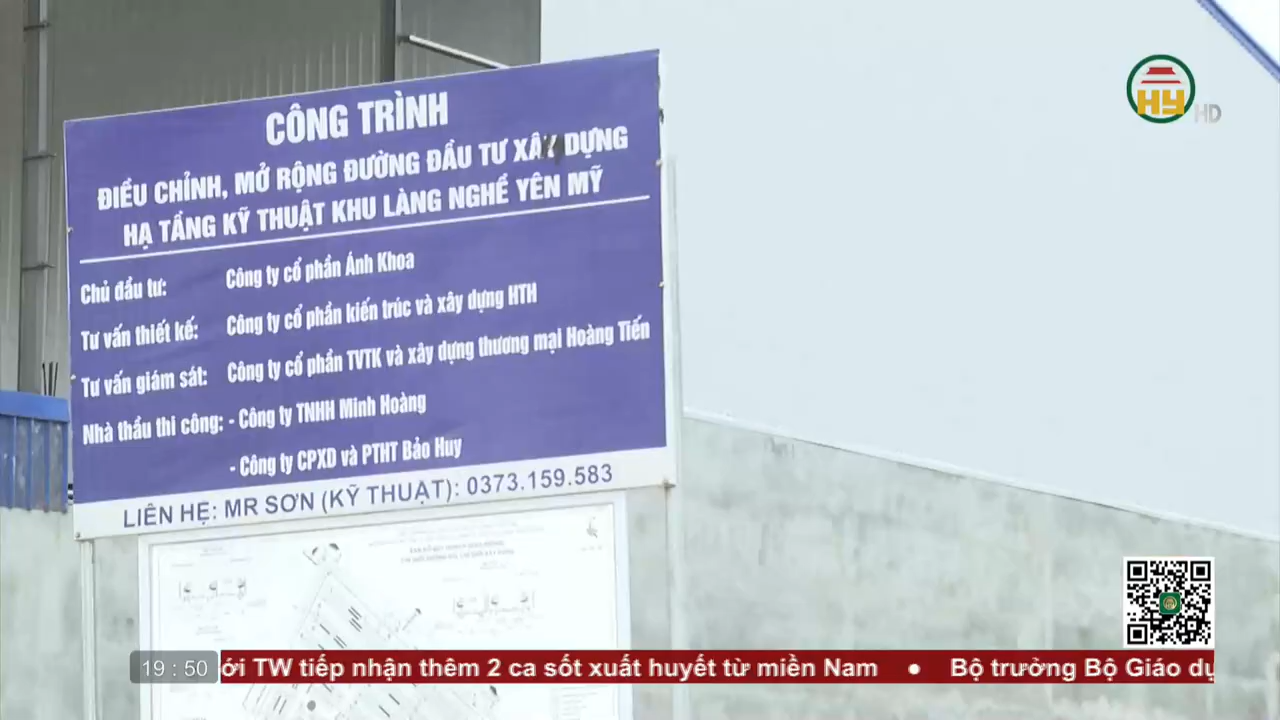 CÔNG TRÌNH
ĐIỀU CHỈNH, MỞ RỘNG ĐƯỜNG ĐẦU TƯ XÂY DỰNG
HẠ TẦNG KỸ THUẬT KHU LÀNG NGHỀ YÊN MỸ
Chủ đầu tư: Công ty cổ phần Ánh Khoa
Tư vấn thiết kế: Công ty cổ phần kiến trúc và xây dựng HTH
Tư vấn giám sát: Công ty cổ phần TVTK và xây dựng thương mại Hoàng Tiến
Nhà thầu thi công: - Công ty TNHH Minh Hoàng
- Công ty CPXD và PTHT Bảo Huy
LIÊN HẸ: MR SƠN (KỸ THUẬT): 0373.159.583
HY HD
19 : 50 ới TW tiếp nhận thêm 2 ca sốt xuất huyết từ miền Nam • Bộ trưởng Bộ Giáo dụ